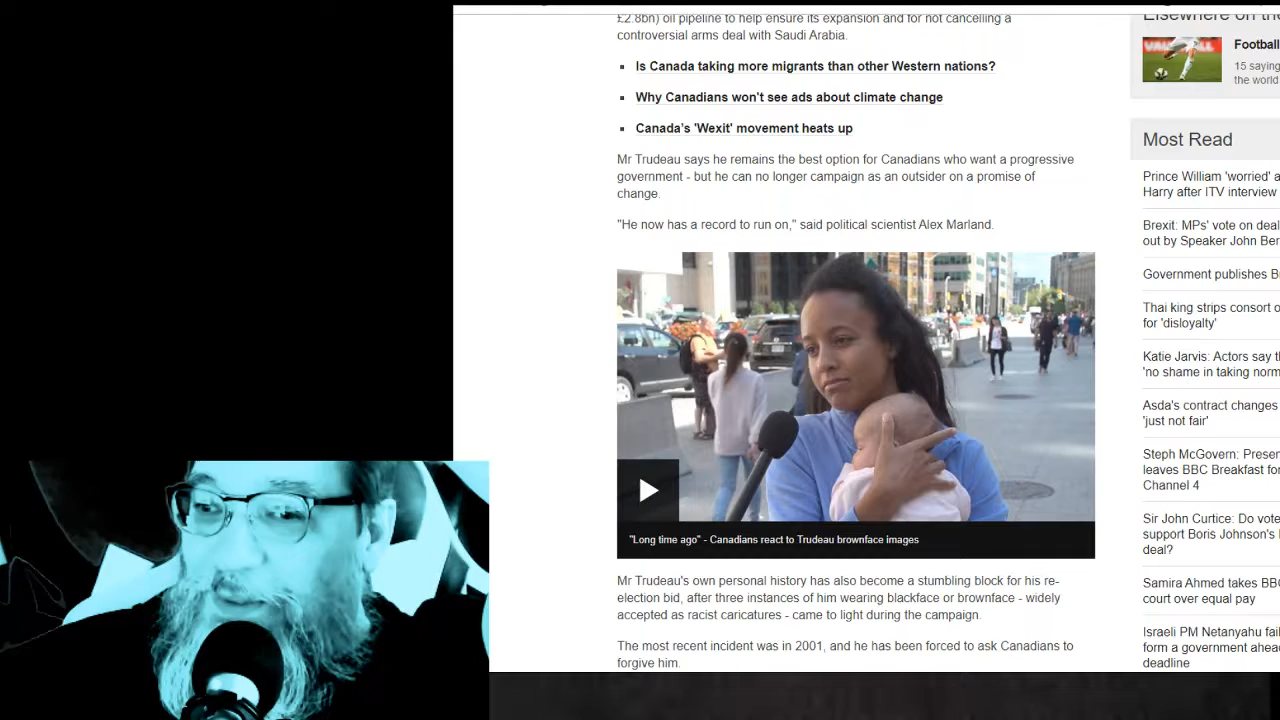 £2.8bn) oil pipeline to help ensure its expansion and for not cancelling a
controversial arms deal with Saudi Arabia.
Is Canada taking more migrants than other Western nations?
Why Canadians won't see ads about climate change
Canada's 'Wexit' movement heats up
Mr Trudeau says he remains the best option for Canadians who want a progressive
government - but he can no longer campaign as an outsider on a promise of
change.
"He now has a record to run on," said political scientist Alex Marland.
"Long time ago" - Canadians react to Trudeau brownface images
Mr Trudeau's own personal history has also become a stumbling block for his re-
election bid, after three instances of him wearing blackface or brownface - widely
accepted as racist caricatures - came to light during the campaign.
The most recent incident was in 2001, and he has been forced to ask Canadians to
forgive him.
Elsewhere on
Football
15 saying
the world
Most Read
Prince William 'worried'
Harry after ITV interview
Brexit: MPs' vote on deal
out by Speaker John
Government publishes
Thai king strips consort
for 'disloyalty'
Katie Jarvis: Actors say
'no shame in taking
Asda's contract changes
'just not fair'
Steph McGovern:
leaves BBC Breakfast for
Channel 4
Sir John Curtice: Do
support Boris Johnson's
deal?
Samira Ahmed takes
court over equal pay
Israeli PM Netanyahu
form a government
deadline